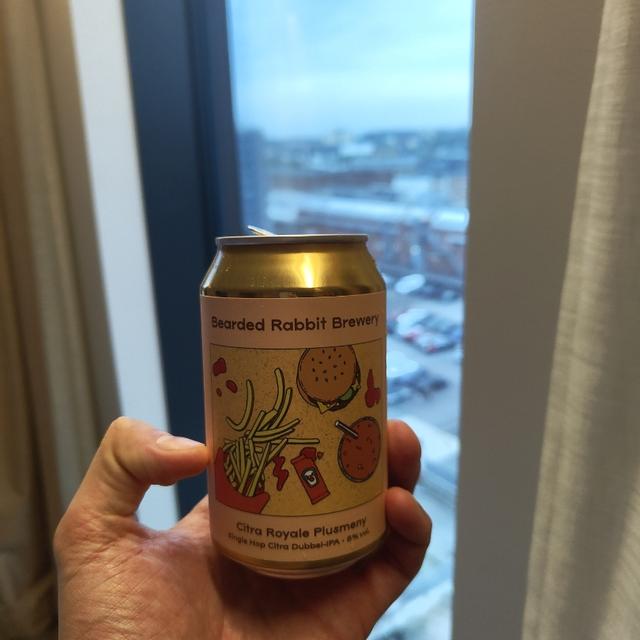 Bearded Rabbit Brewery
Citra Royale Plusmeny
Single Hop Citra Dubbel-IPA - 8% vol.